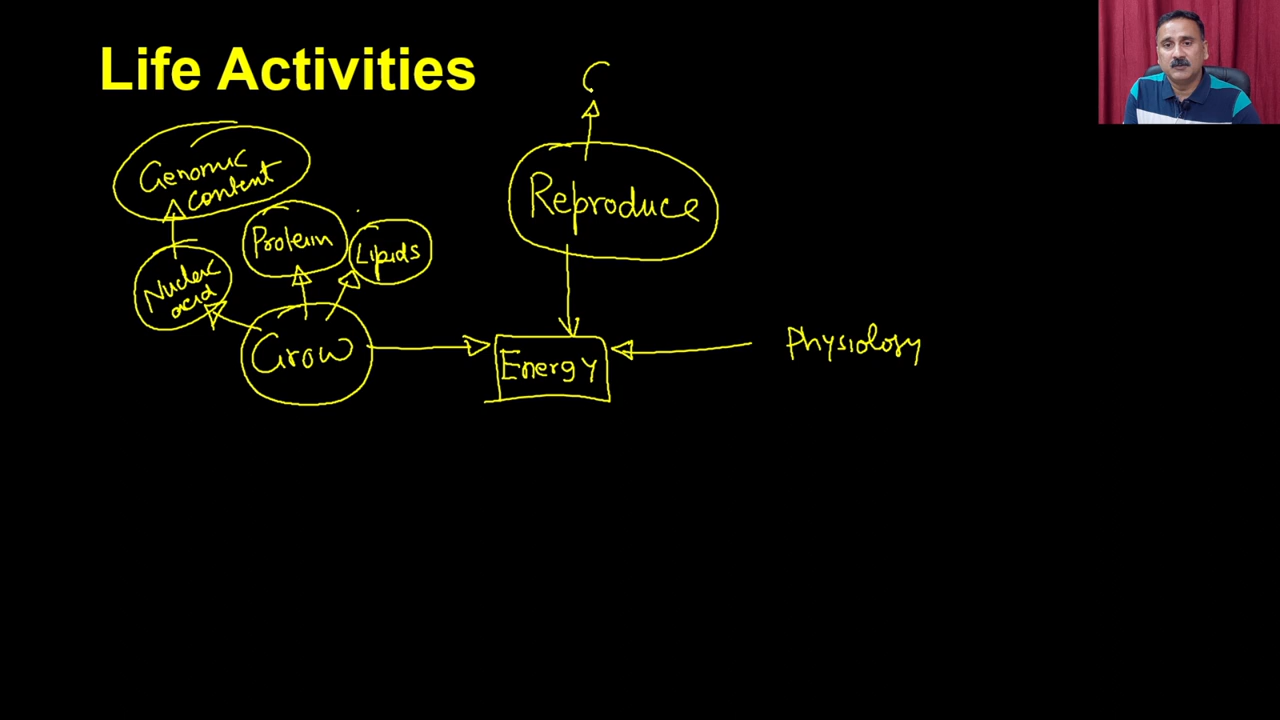 Life Activities
C
Genomic
content
Reproduce
Protein
Lipids
Nucleic
acid
Grow
Energy
Physiology